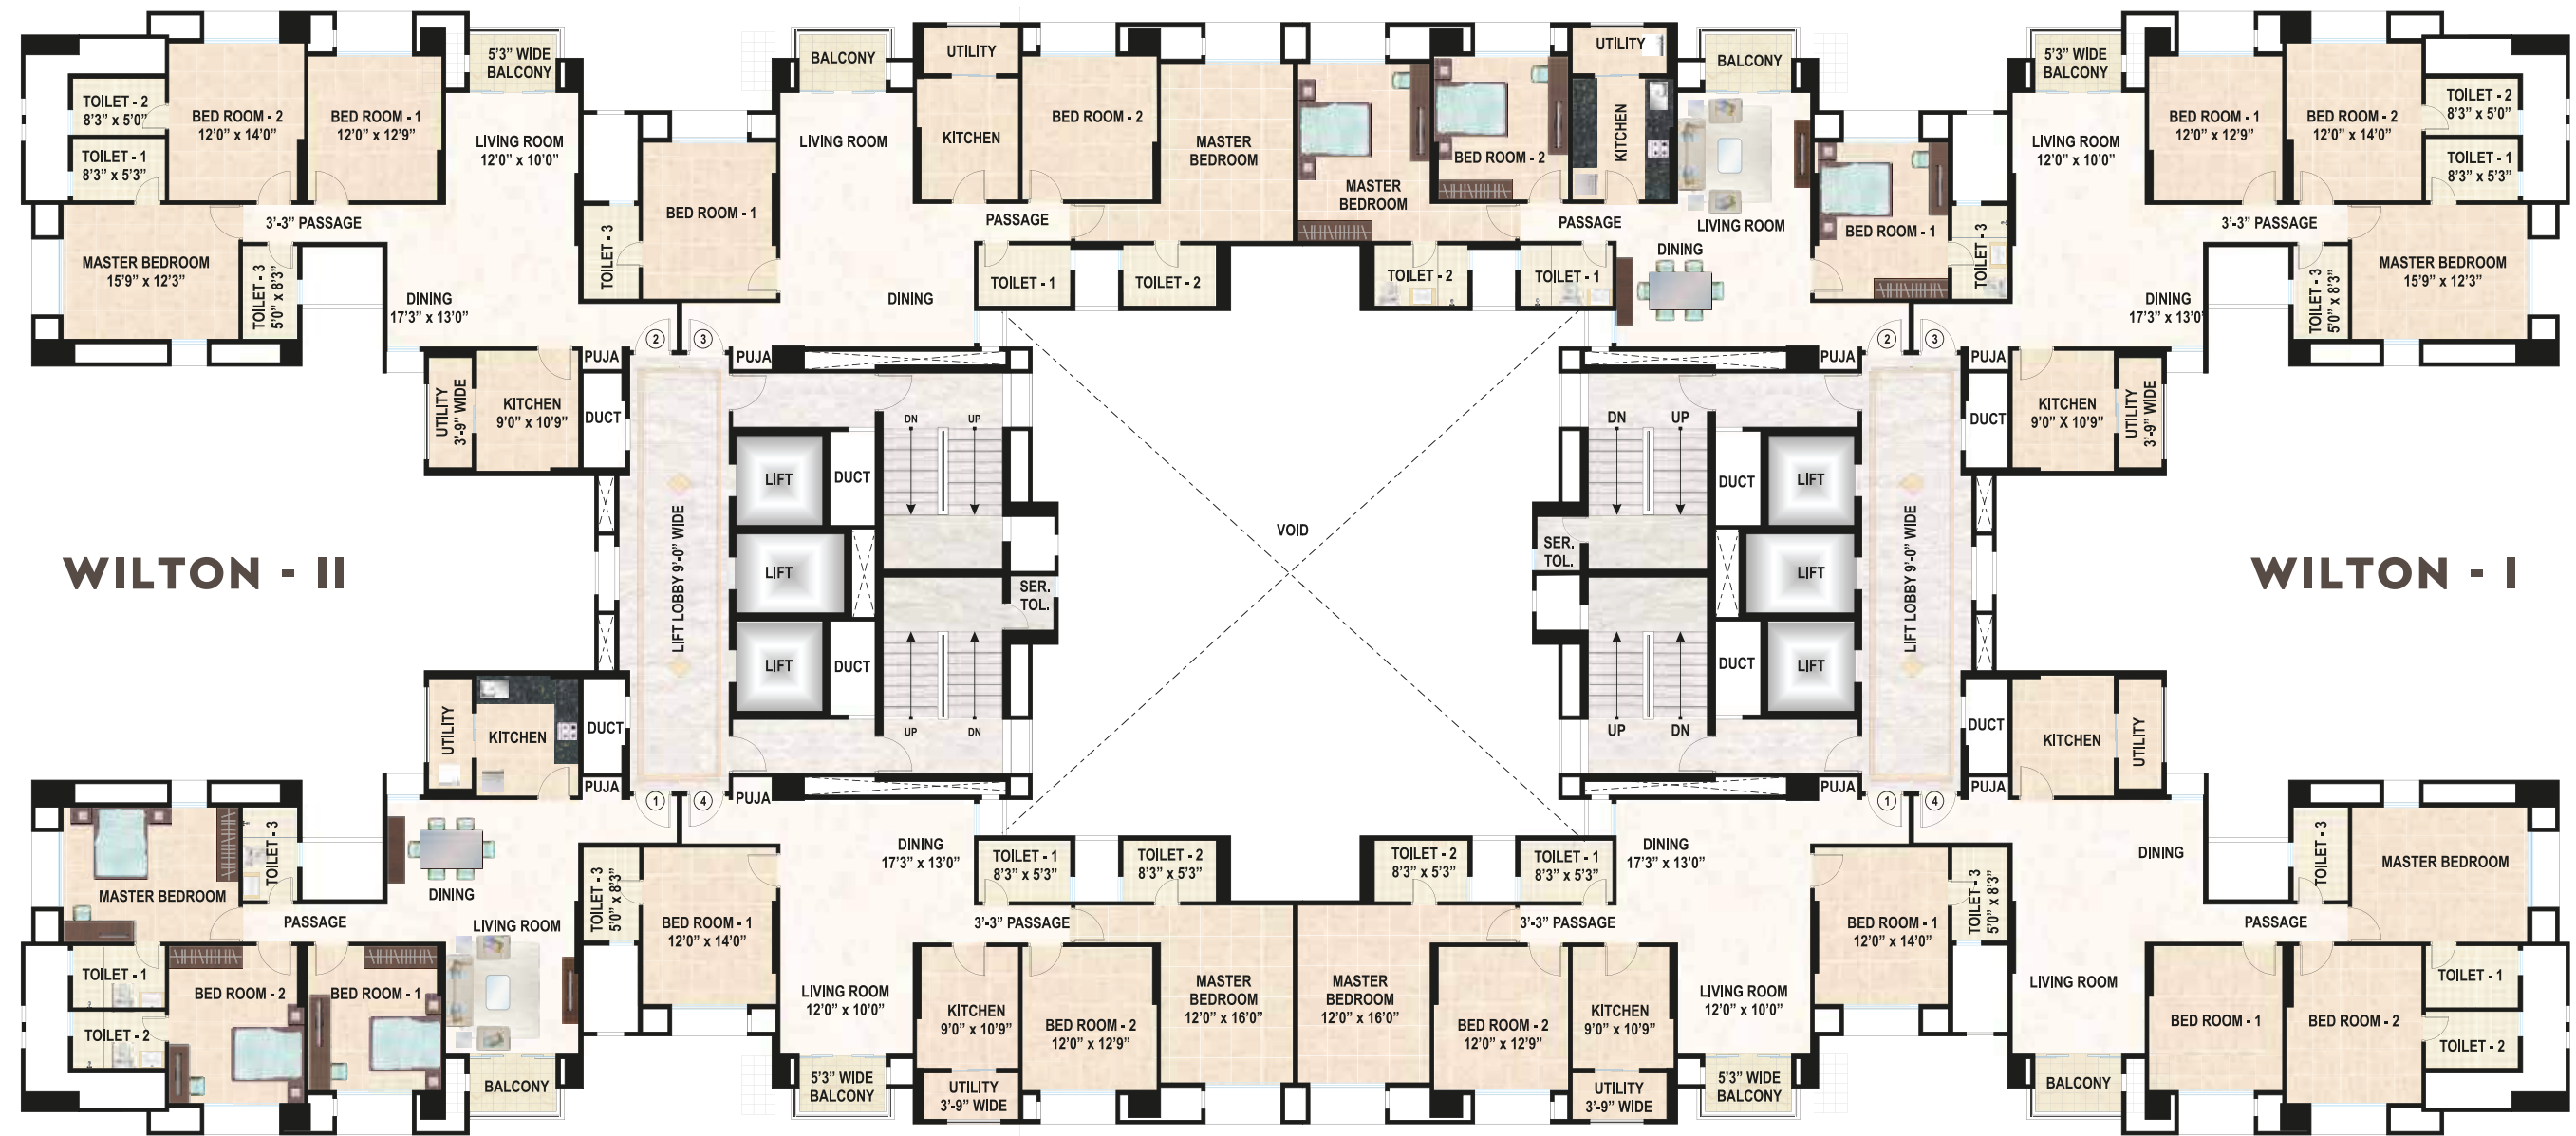 5'3" WIDE
BALCONY
TOILET - 2
8'3" x 5'0"
BED ROOM - 2
12'0" x 14'0"
BED ROOM - 1
12'0" x 12'9"
LIVING ROOM
12'0" x 10'0"
TOILET - 1
8'3" x 5'3"
3'-3" PASSAGE
MASTER BEDROOM
15'9" x 12'3"
TOILET - 3
5'0" x 8'3"
DINING
17'3" x 13'0"
UTILITY
3'-9" WIDE
KITCHEN
9'0" x 10'9"
PUJA
DUCT
2
TOILET - 3
BED ROOM - 1
BALCONY
LIVING ROOM
UTILITY
KITCHEN
BED ROOM - 2
MASTER
BEDROOM
PASSAGE
TOILET - 1
TOILET - 2
DINING
3
PUJA
MASTER
BEDROOM
BED ROOM - 2
UTILITY
KITCHEN
BALCONY
PASSAGE
LIVING ROOM
DINING
TOILET - 2
TOILET - 1
BED ROOM - 1
TOILET - 3
PUJA
2
5'3" WIDE
BALCONY
LIVING ROOM
12'0" x 10'0"
BED ROOM - 1
12'0" x 12'9"
BED ROOM - 2
12'0" x 14'0"
TOILET - 2
8'3" x 5'0"
TOILET - 1
8'3" x 5'3"
3'-3" PASSAGE
MASTER BEDROOM
15'9" x 12'3"
TOILET - 3
5'0" x 8'3"
DINING
17'3" x 13'0"
3
PUJA
DUCT
KITCHEN
9'0" X 10'9"
UTILITY
3'-9" WIDE
WILTON - II
LIFT LOBBY 9'-0" WIDE
LIFT
LIFT
LIFT
DUCT
DUCT
DN
UP
UP
DN
SER.
TOL.
VOID
SER.
TOL.
DN
UP
UP
DN
DUCT
DUCT
LIFT
LIFT
LIFT
LIFT LOBBY 9'-0" WIDE
WILTON - I
UTILITY
KITCHEN
DUCT
PUJA
1
MASTER BEDROOM
TOILET - 3
DINING
PASSAGE
LIVING ROOM
TOILET - 1
TOILET - 2
BED ROOM - 2
BED ROOM - 1
BALCONY
4
PUJA
TOILET - 3
5'0" x 8'3"
BED ROOM - 1
12'0" x 14'0"
DINING
17'3" x 13'0"
TOILET - 1
8'3" x 5'3"
TOILET - 2
8'3" x 5'3"
3'-3" PASSAGE
LIVING ROOM
12'0" x 10'0"
KITCHEN
9'0" x 10'9"
BED ROOM - 2
12'0" x 12'9"
MASTER
BEDROOM
12'0" x 16'0"
5'3" WIDE
BALCONY
UTILITY
3'-9" WIDE
TOILET - 2
8'3" x 5'3"
TOILET - 1
8'3" x 5'3"
DINING
17'3" x 13'0"
3'-3" PASSAGE
MASTER
BEDROOM
12'0" x 16'0"
BED ROOM - 2
12'0" x 12'9"
KITCHEN
9'0" x 10'9"
LIVING ROOM
12'0" x 10'0"
UTILITY
3'-9" WIDE
5'3" WIDE
BALCONY
BED ROOM - 1
12'0" x 14'0"
TOILET - 3
5'0" x 8'3"
PUJA
1
4
PUJA
DUCT
KITCHEN
UTILITY
DINING
TOILET - 3
MASTER BEDROOM
PASSAGE
LIVING ROOM
BED ROOM - 1
BED ROOM - 2
TOILET - 1
TOILET - 2
BALCONY